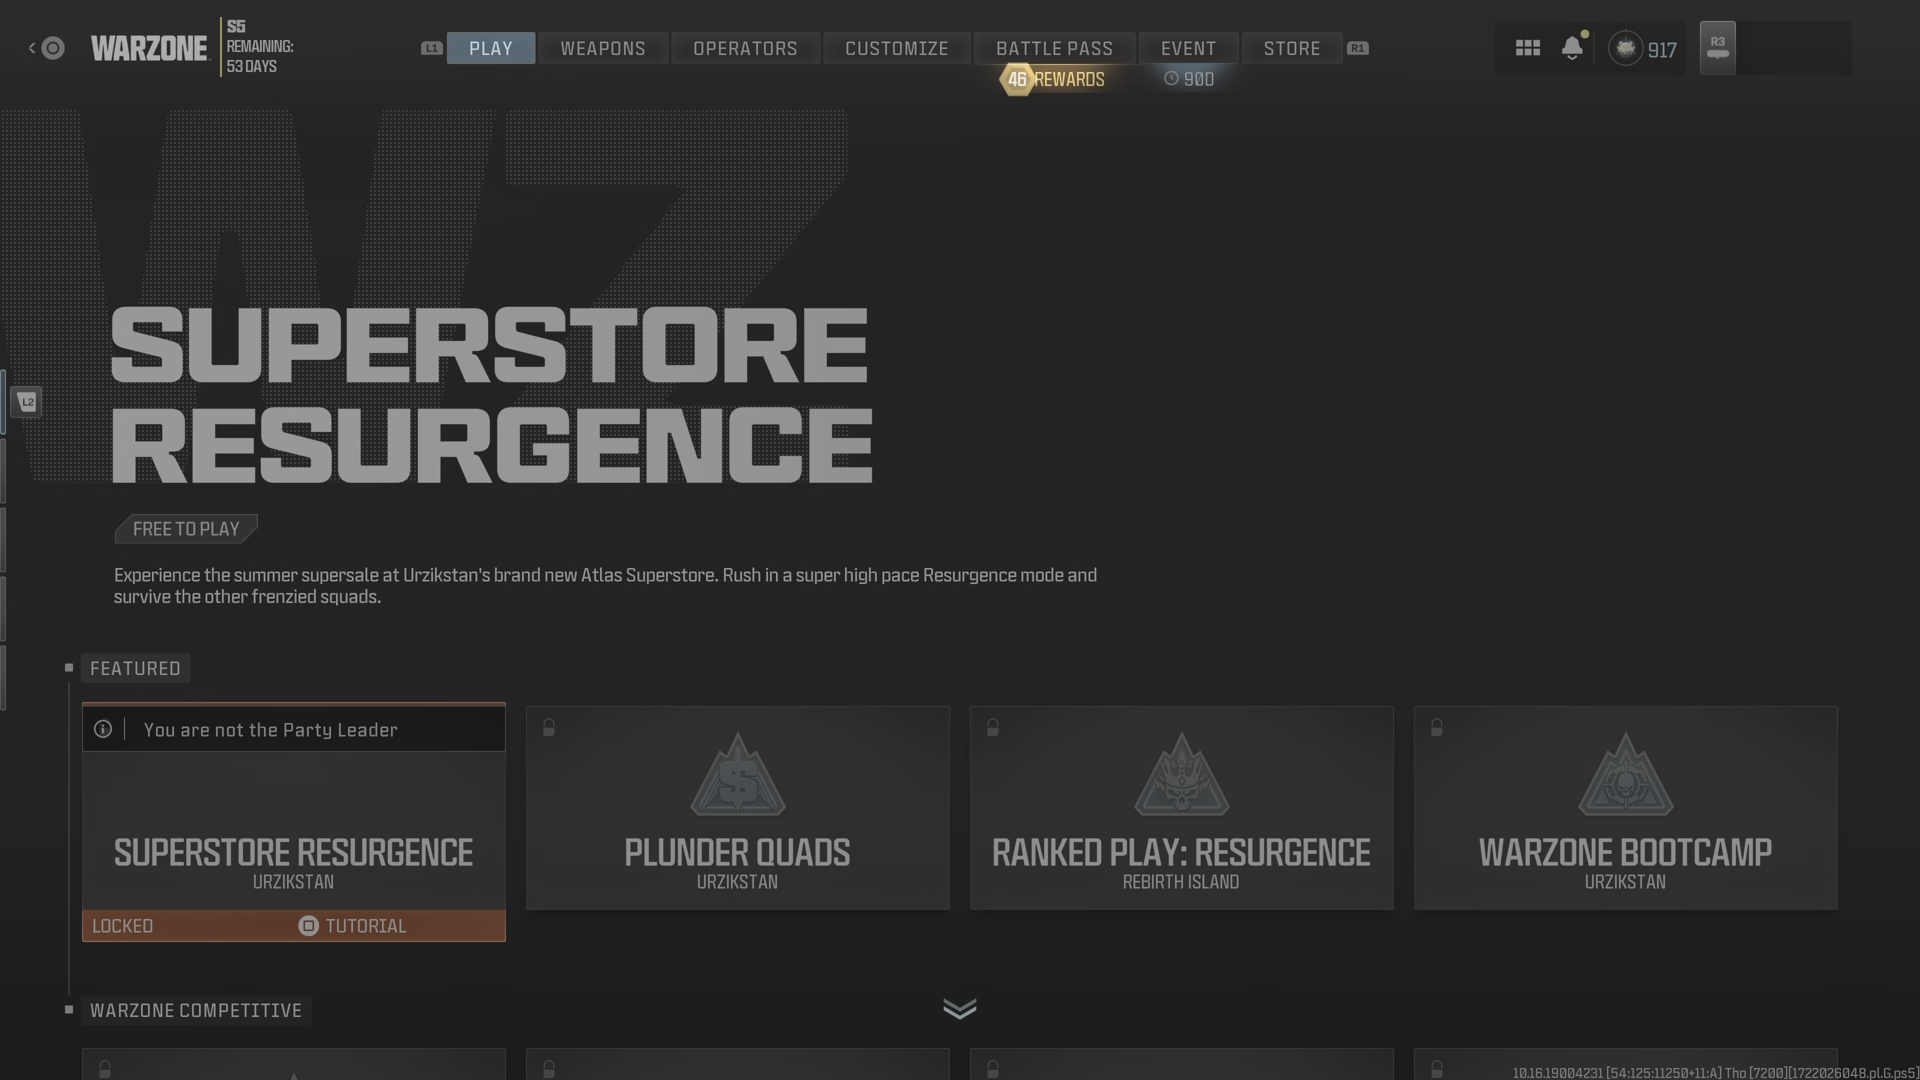 WARZONE
S5
REMAINING:
53 DAYS
L1
PLAY
WEAPONS
OPERATORS
CUSTOMIZE
BATTLE PASS
EVENT
STORE
R1
917
R3
46 REWARDS
90D
WZ
SUPERSTORE
RESURGENCE
L2
FREE TO PLAY
Experience the summer supersale at Urzikstan's brand new Atlas Superstore. Rush in a super high pace Resurgence mode and
survive the other frenzied squads.
FEATURED
You are not the Party Leader
SUPERSTORE RESURGENCE
URZIKSTAN
LOCKED
TUTORIAL
PLUNDER QUADS
URZIKSTAN
RANKED PLAY: RESURGENCE
REBIRTH ISLAND
WARZONE BOOTCAMP
URZIKSTAN
WARZONE COMPETITIVE
10.16.19004231 [54:125:11250+11:A] Tho [7200][1722026048.pl.G.ps5]